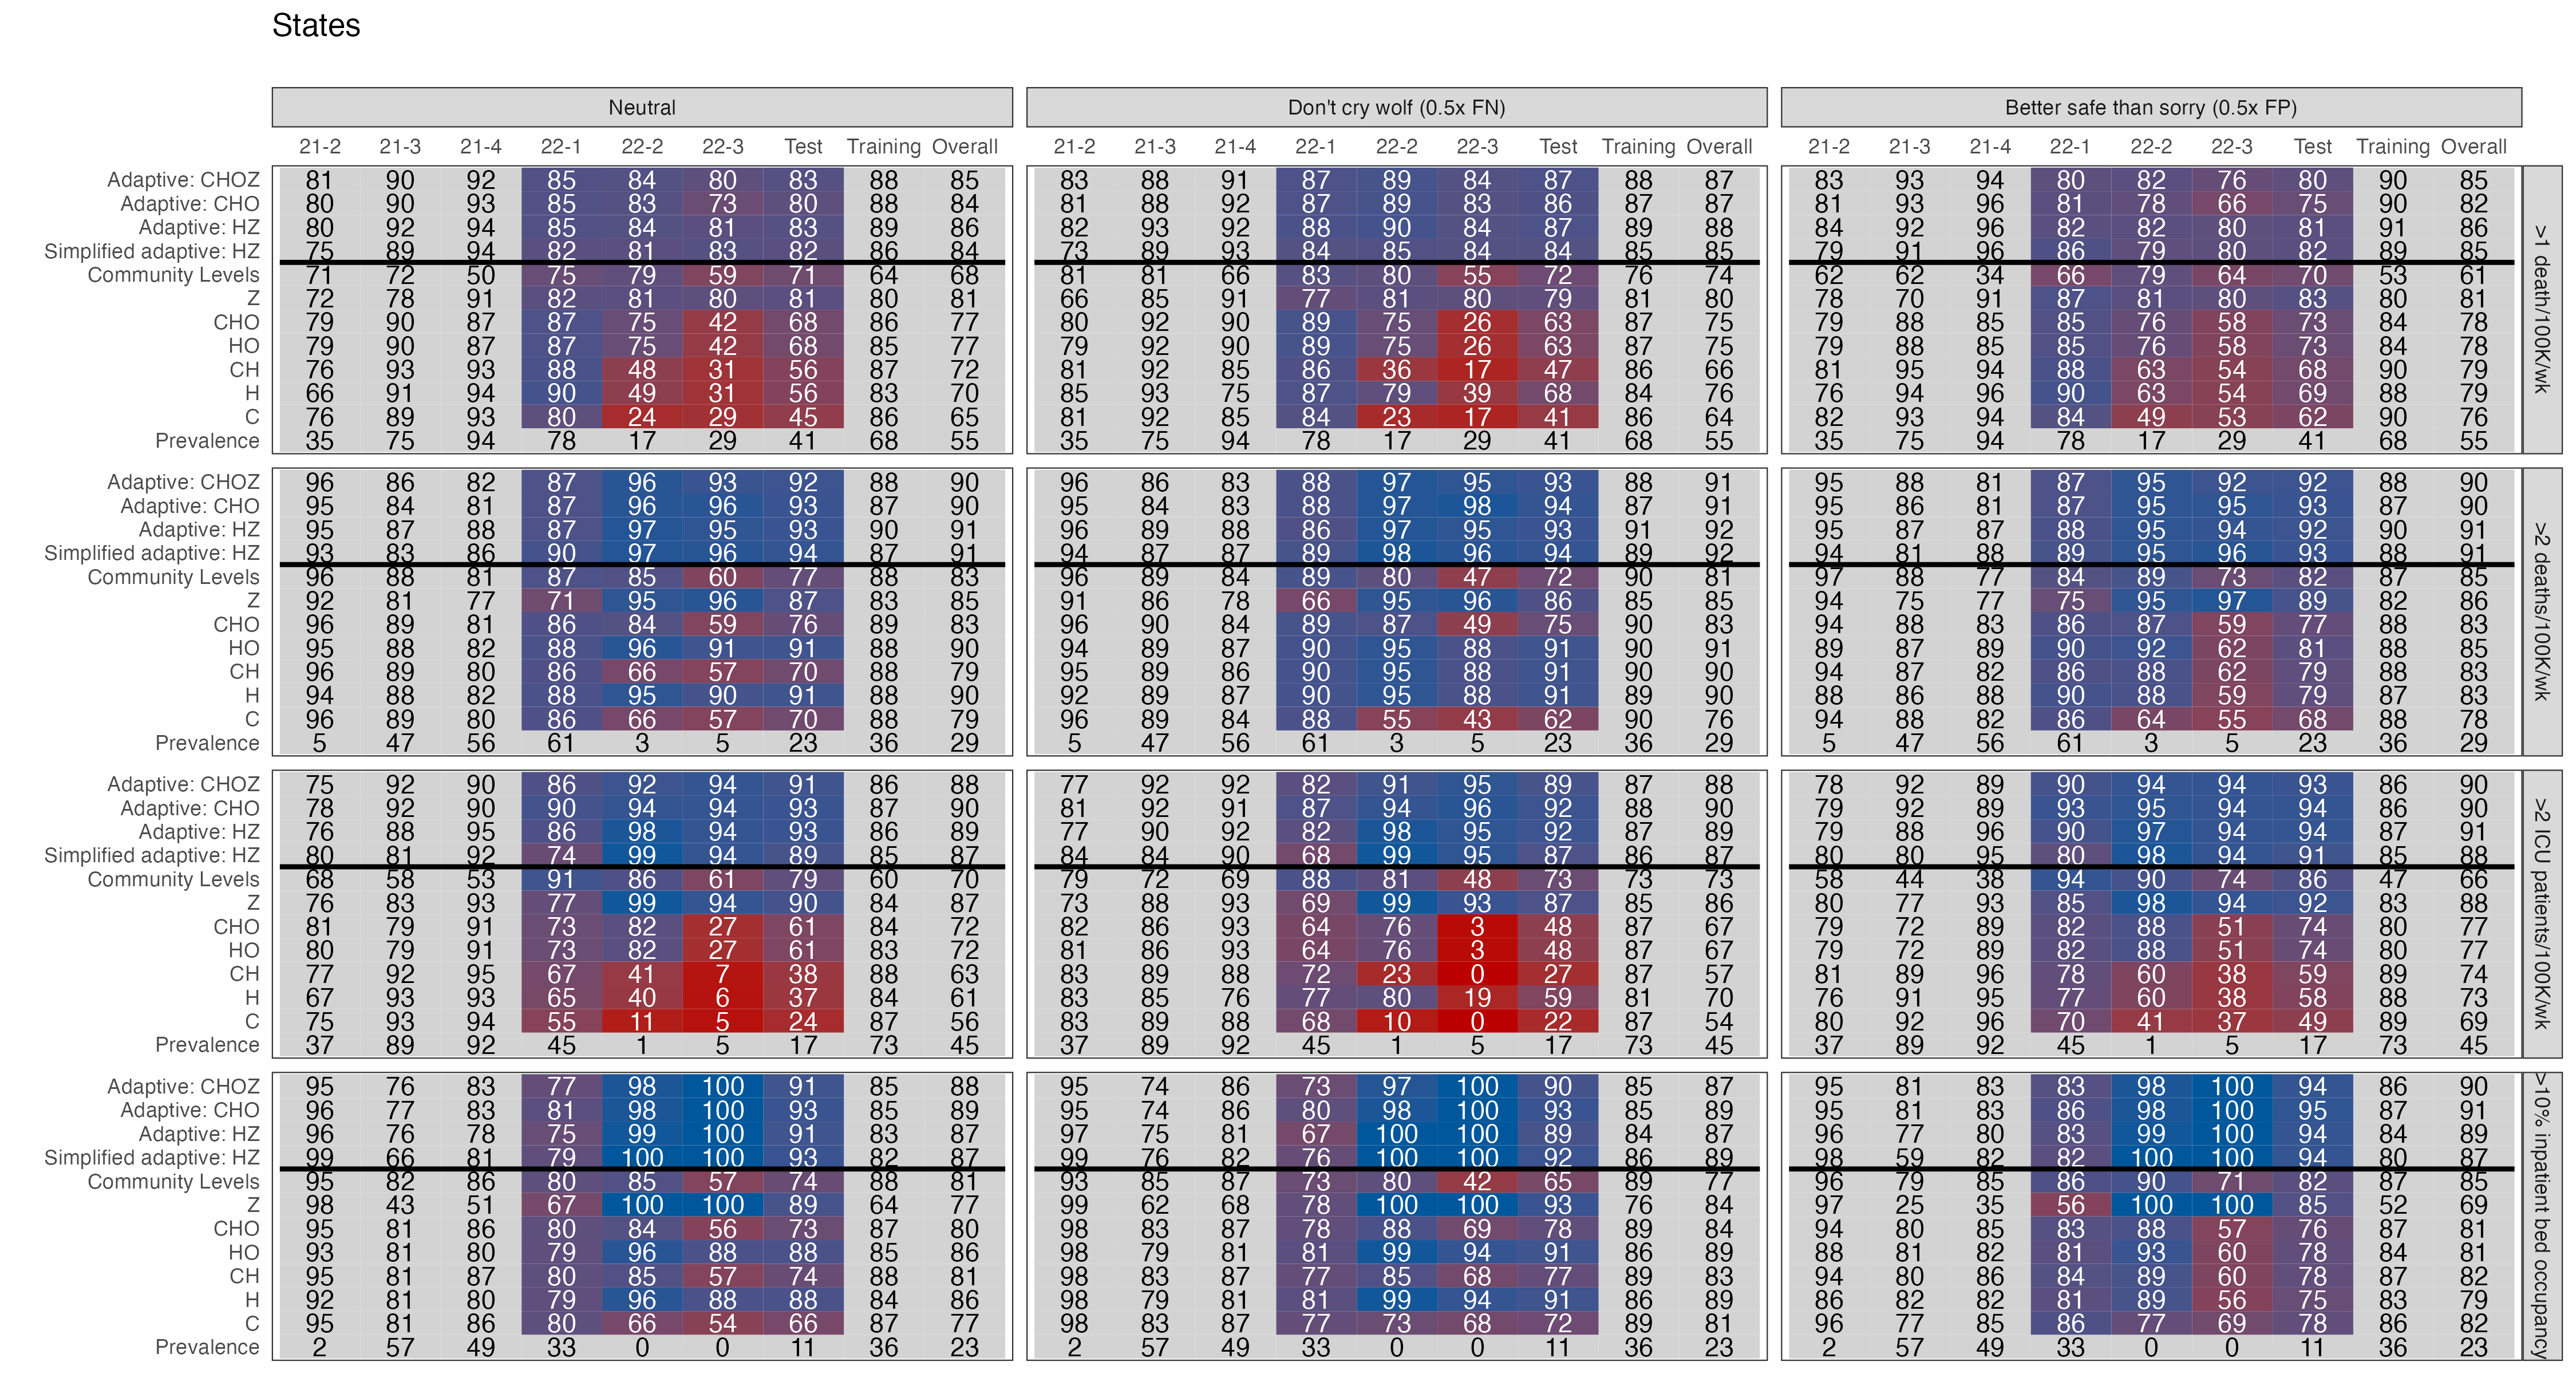 States
Neutral Don't cry wolf (0.5x FN) Better safe than sorry (0.5x FP)
21-2 21-3 21-4 22-1 22-2 22-3 Test Training Overall 21-2 21-3 21-4 22-1 22-2 22-3 Test Training Overall 21-2 21-3 21-4 22-1 22-2 22-3 Test Training Overall
>1 death/100K/wk
Adaptive: CHOZ 81 90 92 85 84 80 83 88 85 83 88 91 87 89 84 87 88 87 83 93 94 80 82 76 80 90 85
Adaptive: CHO 80 90 93 85 83 73 80 88 84 81 88 92 87 89 83 86 87 87 81 93 96 81 78 66 75 90 82
Adaptive: HZ 80 92 94 85 84 81 83 89 86 82 93 92 88 90 84 87 89 88 84 92 96 82 82 80 81 91 86
Simplified adaptive: HZ 75 89 94 82 81 83 82 86 84 73 89 93 84 85 84 84 85 85 79 91 96 86 79 80 82 89 85
Community Levels 71 72 50 75 79 59 71 64 68 81 81 66 83 80 55 72 76 74 62 62 34 66 79 64 70 53 61
Z 72 78 91 82 81 80 81 80 81 66 85 91 77 81 80 79 81 80 78 70 91 87 81 80 83 80 81
CHO 79 90 87 87 75 42 68 86 77 80 92 90 89 75 26 63 87 75 79 88 85 85 76 58 73 84 78
HO 79 90 87 87 75 42 68 85 77 79 92 90 89 75 26 63 87 75 79 88 85 85 76 58 73 84 78
CH 76 93 93 88 48 31 56 87 72 81 92 85 86 36 17 47 86 66 81 95 94 88 63 54 68 90 79
H 66 91 94 90 49 31 56 84 70 85 93 75 87 79 39 68 84 76 76 94 96 90 63 54 69 88 79
C 76 89 93 80 24 29 45 86 65 81 92 85 84 23 17 41 86 64 82 93 94 84 49 53 62 90 76
Prevalence 35 75 94 78 17 29 41 68 55 35 75 94 78 17 29 41 68 55 35 75 94 78 17 29 41 68 55
>2 deaths/100K/wk
Adaptive: CHOZ 96 86 82 87 96 93 92 88 90 96 86 83 88 97 95 93 88 91 95 88 81 87 95 92 92 88 90
Adaptive: CHO 95 84 81 87 96 96 93 87 90 95 84 83 88 97 98 94 87 91 95 86 81 87 95 95 93 87 90
Adaptive: HZ 95 87 88 87 97 95 93 90 91 96 89 88 86 97 95 93 91 92 95 87 87 88 95 94 92 90 91
Simplified adaptive: HZ 93 83 86 90 97 96 94 87 91 94 87 87 89 98 96 94 89 92 94 81 88 89 95 96 93 88 91
Community Levels 96 88 81 87 85 60 77 88 83 96 89 84 89 80 47 72 90 81 97 88 77 84 89 73 82 87 85
Z 92 81 77 71 95 96 87 83 85 91 86 78 66 95 96 86 85 85 94 75 77 75 95 97 89 82 86
CHO 96 89 81 86 84 59 76 89 83 96 90 84 89 87 49 75 90 83 94 88 83 86 87 59 77 88 83
HO 95 88 82 88 96 91 91 88 90 94 89 87 90 95 88 91 90 91 89 87 89 90 92 62 81 88 85
CH 96 89 80 86 66 57 70 88 79 95 89 86 90 95 88 91 90 90 94 87 82 86 88 62 79 87 82
H 94 88 82 88 95 90 91 88 90 92 89 87 90 95 88 91 89 90 88 86 88 90 88 59 79 87 83
C 96 89 80 86 66 57 70 88 79 96 89 84 88 55 43 62 90 76 94 88 82 86 64 55 68 88 78
Prevalence 5 47 56 61 3 5 23 36 29 5 47 56 61 3 5 23 36 29 5 47 56 61 3 5 23 36 29
>2 ICU patients/100K/wk
Adaptive: CHOZ 75 92 90 86 92 94 91 86 88 77 92 92 82 91 95 89 87 88 78 92 89 90 94 94 93 86 90
Adaptive: CHO 78 92 90 90 94 94 93 87 90 81 92 91 87 94 96 92 88 90 79 92 89 93 95 94 94 86 90
Adaptive: HZ 76 88 95 86 98 94 93 86 89 77 90 92 82 98 95 92 87 89 79 88 96 90 97 94 94 87 91
Simplified adaptive: HZ 80 81 92 74 99 94 89 85 87 84 84 90 68 99 95 87 86 87 80 80 95 80 98 94 91 85 88
Community Levels 68 58 53 91 86 61 79 60 70 79 72 69 88 81 48 73 73 73 58 44 38 94 90 74 86 47 66
Z 76 83 93 77 99 94 90 84 87 73 88 93 69 99 93 87 85 86 80 77 93 85 98 94 92 83 88
CHO 81 79 91 73 82 27 61 84 72 82 86 93 64 76 3 48 87 67 79 72 89 82 88 51 74 80 77
HO 80 79 91 73 82 27 61 83 72 81 86 93 64 76 3 48 87 67 79 72 89 82 88 51 74 80 77
CH 77 92 95 67 41 7 38 88 63 83 89 88 72 23 0 27 87 57 81 89 96 78 60 38 59 89 74
H 67 93 93 65 40 6 37 84 61 83 85 76 77 80 19 59 81 70 76 91 95 77 60 38 58 88 73
C 75 93 94 55 11 5 24 87 56 83 89 88 68 10 0 22 87 54 80 92 96 70 41 37 49 89 69
Prevalence 37 89 92 45 1 5 17 73 45 37 89 92 45 1 5 17 73 45 37 89 92 45 1 5 17 73 45
>10% inpatient bed occupancy
Adaptive: CHOZ 95 76 83 77 98 100 91 85 88 95 74 86 73 97 100 90 85 87 95 81 83 83 98 100 94 86 90
Adaptive: CHO 96 77 83 81 98 100 93 85 89 95 74 86 80 98 100 93 85 89 95 81 83 86 98 100 95 87 91
Adaptive: HZ 96 76 78 75 99 100 91 83 87 97 75 81 67 100 100 89 84 87 96 77 80 83 99 100 94 84 89
Simplified adaptive: HZ 99 66 81 79 100 100 93 82 87 99 76 82 76 100 100 92 86 89 98 59 82 82 100 100 94 80 87
Community Levels 95 82 86 80 85 57 74 88 81 93 85 87 73 80 42 65 89 77 96 79 85 86 90 71 82 87 85
Z 98 43 51 67 100 100 89 64 77 99 62 68 78 100 100 93 76 84 97 25 35 56 100 100 85 52 69
CHO 95 81 86 80 84 56 73 87 80 98 83 87 78 88 69 78 89 84 94 80 85 83 88 57 76 87 81
HO 93 81 80 79 96 88 88 85 86 98 79 81 81 99 94 91 86 89 88 81 82 81 93 60 78 84 81
CH 95 81 87 80 85 57 74 88 81 98 83 87 77 85 68 77 89 83 94 80 86 84 89 60 78 87 82
H 92 81 80 79 96 88 88 84 86 98 79 81 81 99 94 91 86 89 86 82 82 81 89 56 75 83 79
C 95 81 86 80 66 54 66 87 77 98 83 87 77 73 68 72 89 81 96 77 85 86 77 69 78 86 82
Prevalence 2 57 49 33 0 0 11 36 23 2 57 49 33 0 0 11 36 23 2 57 49 33 0 0 11 36 23